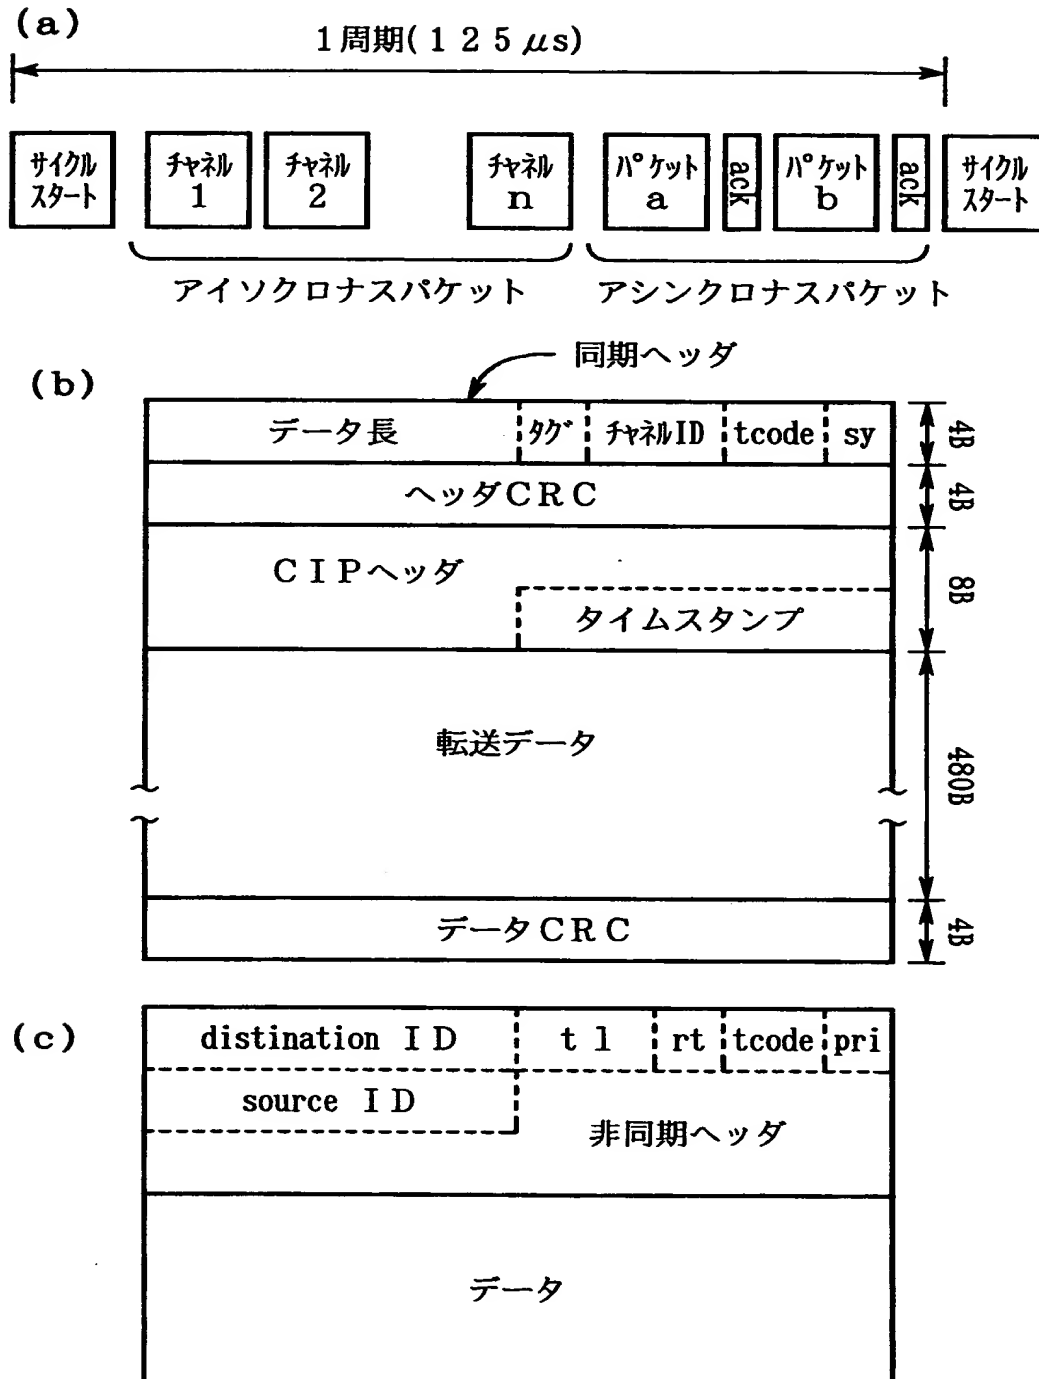 (a)
1周期(125μs)
サイクル
スタート
チャネル
1
チャネル
2
チャネル
n
パケット
a
ack
パケット
b
ack
サイクル
スタート
アイソクロナスパケット
アシンクロナスパケット
(b)
同期ヘッダ
データ長
タグ
チャネルID
tcode
sy
4B
ヘッダCRC
4B
CIPヘッダ
タイムスタンプ
8B
転送データ
480B
データCRC
4B
(c)
distination ID
tl
rt
tcode
pri
source ID
非同期ヘッダ
データ